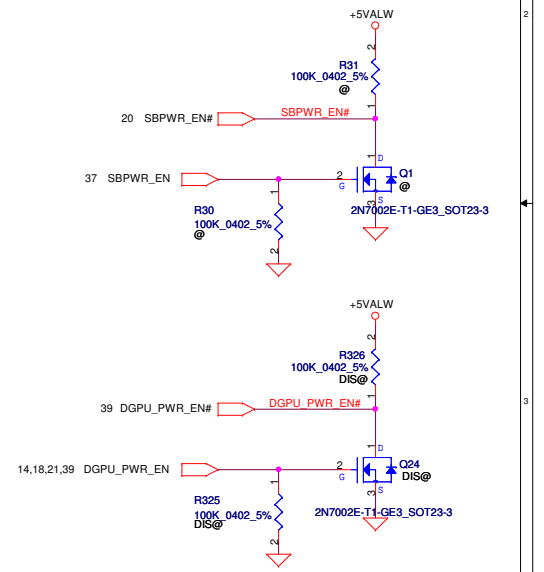 +5VALW
2
2
R31
100K_0402_5%
@
1
20 SBPWR_EN#
SBPWR_EN#
1
D
37 SBPWR_EN
2
G
Q1
@
3
S
2N7002E-T1-GE3_SOT23-3
1
R30
100K_0402_5%
@
2
+5VALW
2
R326
100K_0402_5%
DIS@
1
3
39 DGPU_PWR_EN#
DGPU_PWR_EN#
1
D
14,18,21,39 DGPU_PWR_EN
2
G
Q24
DIS@
3
S
2N7002E-T1-GE3_SOT23-3
1
R325
100K_0402_5%
DIS@
2